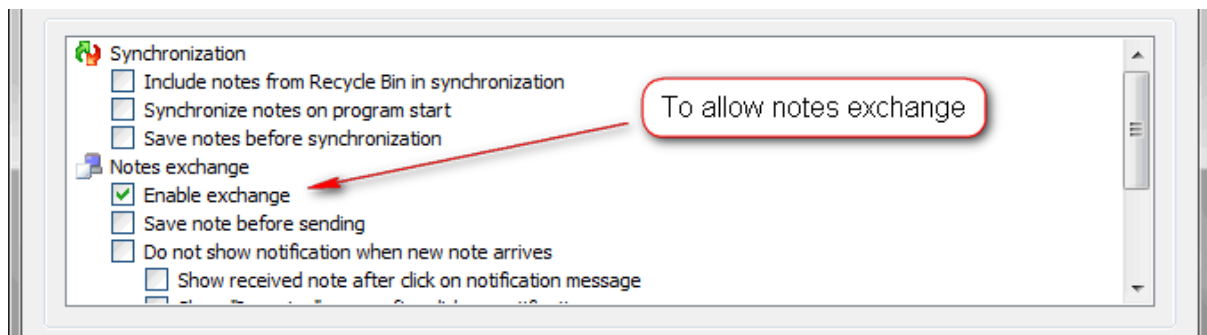 Synchronization
Include notes from Recycle Bin in synchronization
Synchronize notes on program start
To allow notes exchange
Save notes before synchronization
Notes exchange
Enable exchange
Save note before sending
Do not show notification when new note arrives
Show received note after click on notification message